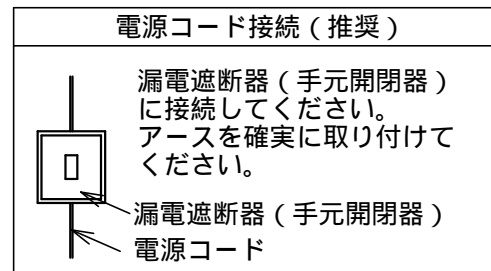 電源コード接続（推奨）
漏電遮断器（手元開閉器）
に接続してください。
アースを確実に取り付けて
ください。
漏電遮断器（手元開閉器）
電源コード